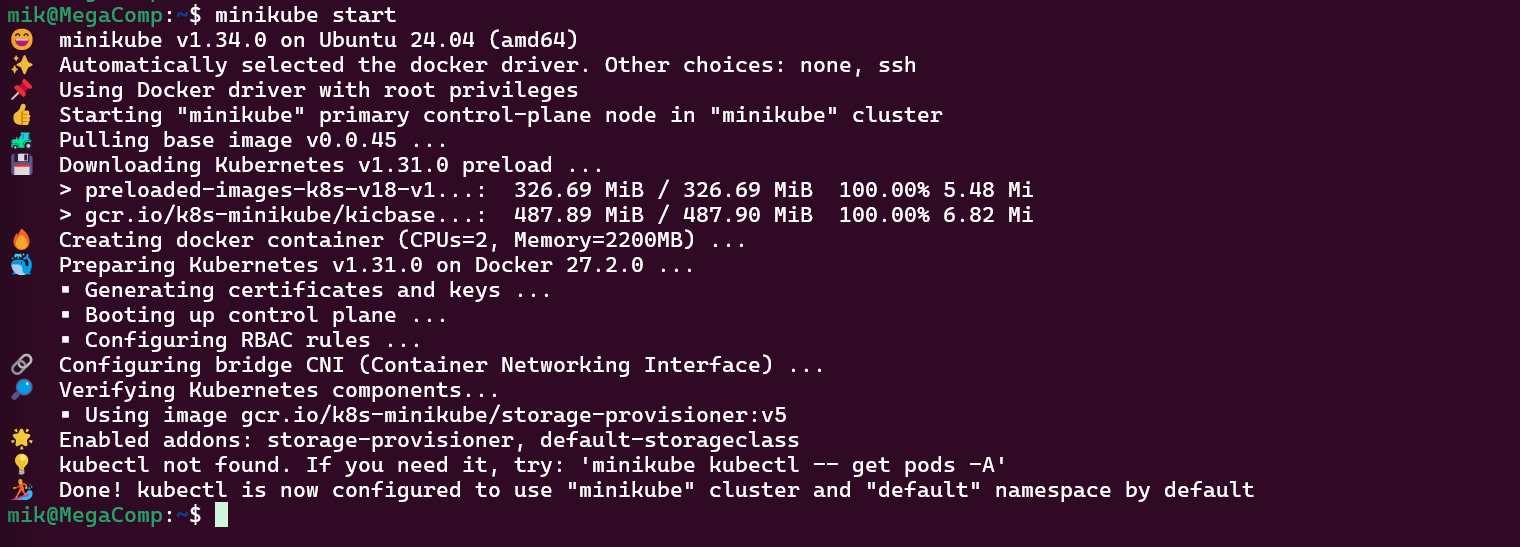 mik@MegaComp:~$ minikube start
😄 minikube v1.34.0 on Ubuntu 24.04 (amd64)
✨ Automatically selected the docker driver. Other choices: none, ssh
📌 Using Docker driver with root privileges
👍 Starting "minikube" primary control-plane node in "minikube" cluster
🚜 Pulling base image v0.0.45 ...
💾 Downloading Kubernetes v1.31.0 preload ...
> preloaded-images-k8s-v18-v1...: 326.69 MiB / 326.69 MiB 100.00% 5.48 Mi
> gcr.io/k8s-minikube/kicbase...: 487.89 MiB / 487.90 MiB 100.00% 6.82 Mi
🔥 Creating docker container (CPUs=2, Memory=2200MB) ...
🐳 Preparing Kubernetes v1.31.0 on Docker 27.2.0 ...
▪ Generating certificates and keys ...
▪ Booting up control plane ...
▪ Configuring RBAC rules ...
🔗 Configuring bridge CNI (Container Networking Interface) ...
🔎 Verifying Kubernetes components...
▪ Using image gcr.io/k8s-minikube/storage-provisioner:v5
🌟 Enabled addons: storage-provisioner, default-storageclass
💡 kubectl not found. If you need it, try: 'minikube kubectl -- get pods -A'
🏄 Done! kubectl is now configured to use "minikube" cluster and "default" namespace by default
mik@MegaComp:~$